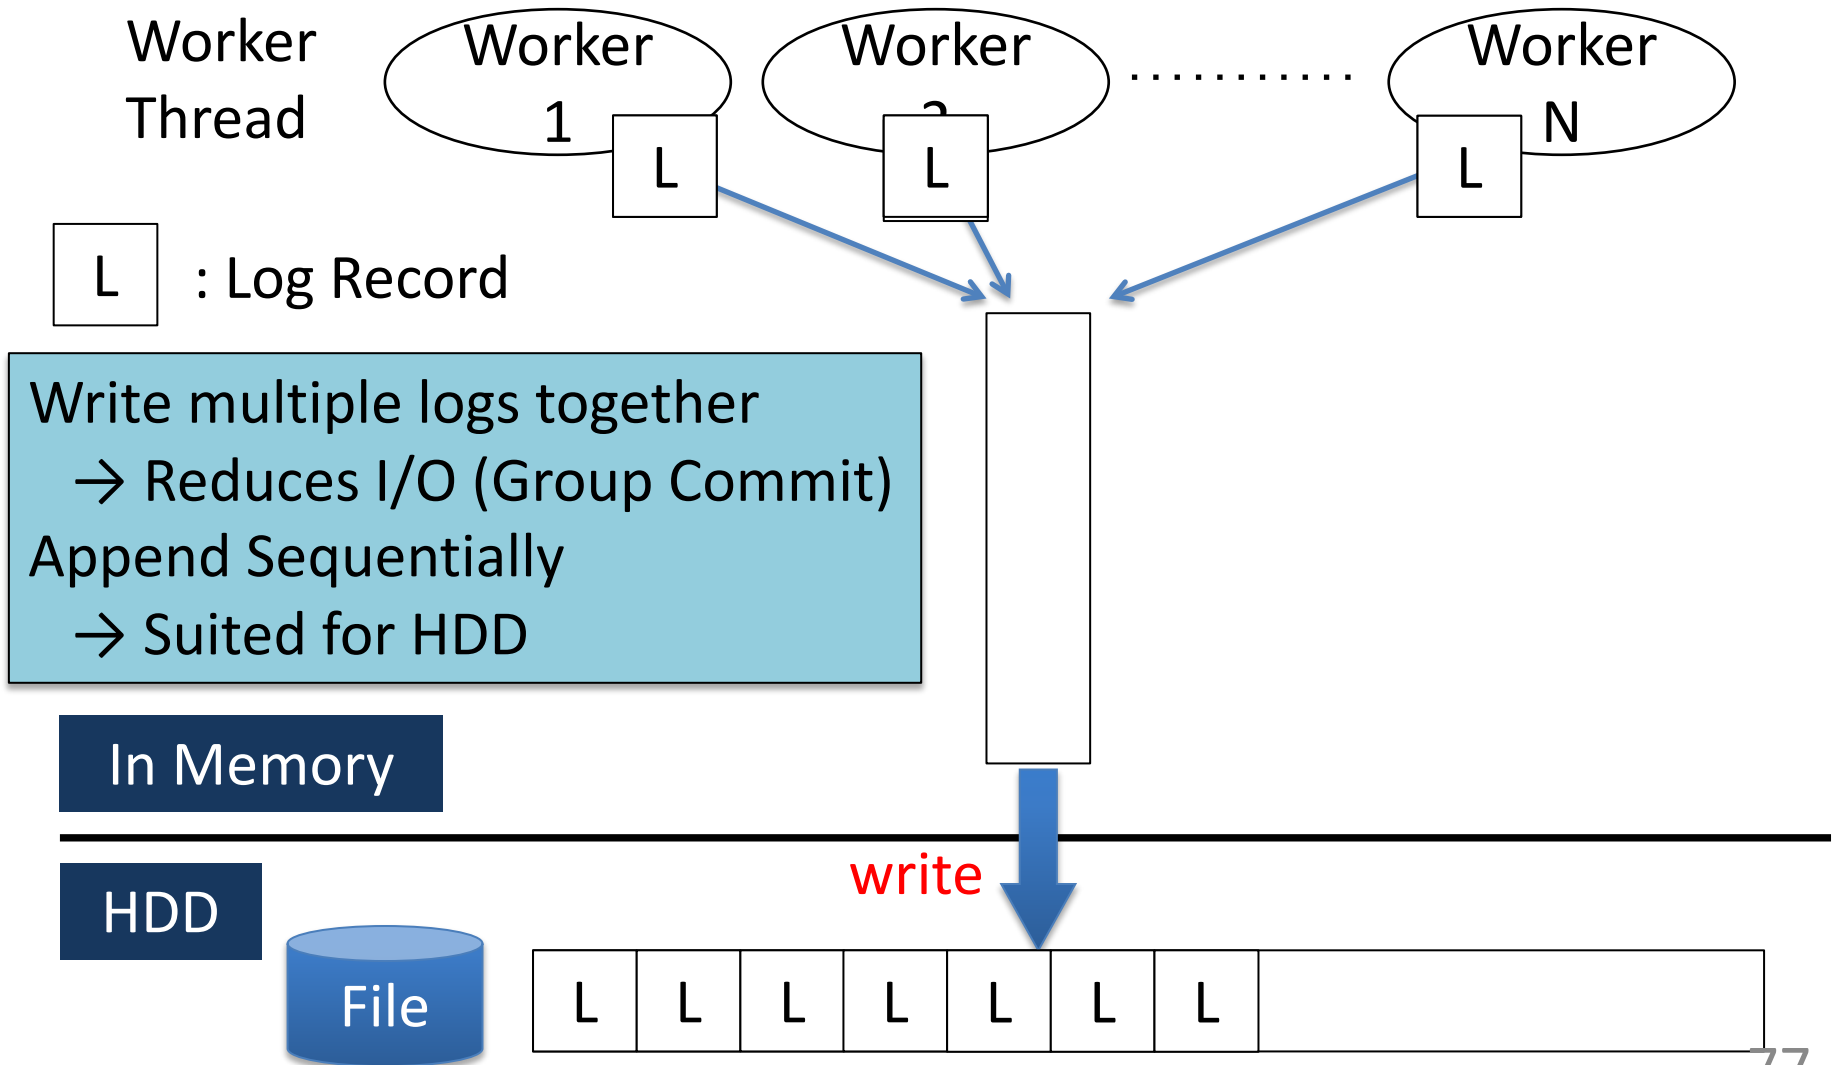 Worker
Thread
Worker
1
Worker
...........
Worker
N
L
L
L
L
: Log Record
Write multiple logs together
→ Reduces I/O (Group Commit)
Append Sequentially
→ Suited for HDD
In Memory
write
HDD
File
L L L L L L L
77